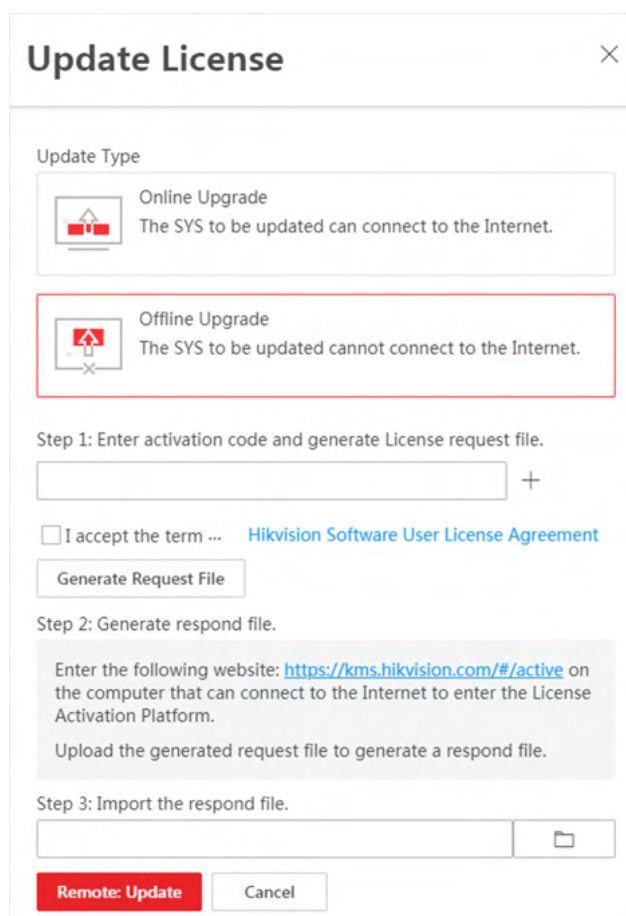 Update License
Update Type
Online Upgrade
The SYS to be updated can connect to the Internet.
Offline Upgrade
The SYS to be updated cannot connect to the Internet.
Step 1: Enter activation code and generate License request file.
I accept the term ... Hikvision Software User License Agreement
Generate Request File
Step 2: Generate respond file.
Enter the following website: https://kms.hikvision.com/#/active on
the computer that can connect to the Internet to enter the License
Activation Platform.
Upload the generated request file to generate a respond file.
Step 3: Import the respond file.
Remote: Update Cancel